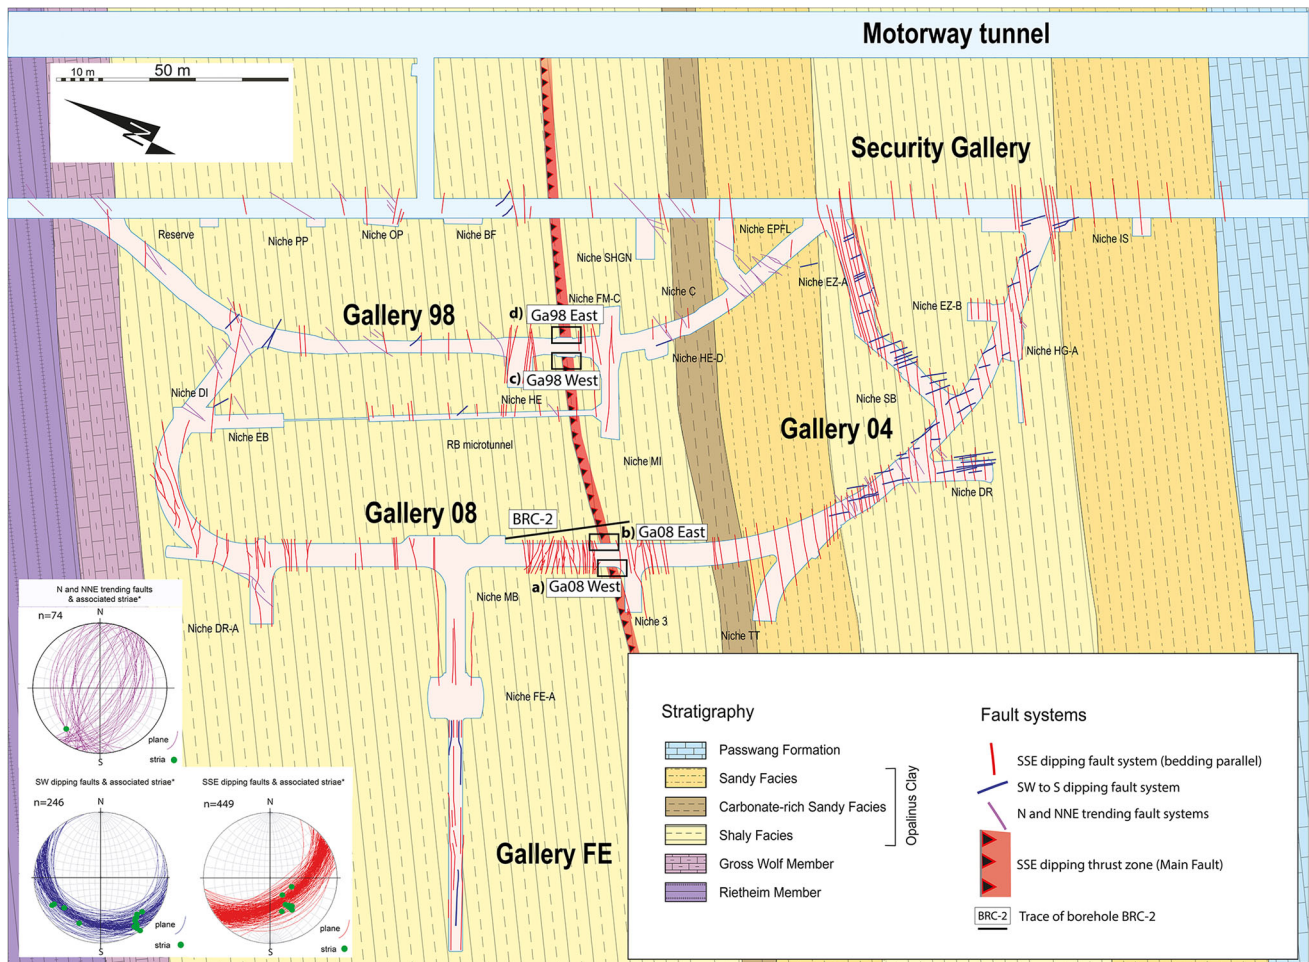 Motorway tunnel
10 m
50 m
N
Security Gallery
Reserve
Niche PP
Niche OP
Niche BF
Niche SHGN
Niche EPFL
Niche IS
Niche EZ-A
Niche C
Niche FM-C
Niche EZ-B
Gallery 98
d)
Ga98 East
Niche HE-D
Niche HG-A
c)
Ga98 West
Niche DI
Niche HE
Niche SB
Niche EB
RB microtunnel
Gallery 04
Niche MI
Niche DR
Gallery 08
BRC-2
b)
Ga08 East
a)
Ga08 West
Niche MB
Niche 3
Niche DR-A
Niche TT
Niche FE-A
Gallery FE
N and NNE trending faults
& associated striae*
n=74
N
S
plane
stria
SW dipping faults & associated striae*
n=246
N
S
plane
stria
SSE dipping faults & associated striae*
n=449
N
S
plane
stria
Stratigraphy
Passwang Formation
Sandy Facies
Carbonate-rich Sandy Facies
Shaly Facies
Opalinus Clay
Gross Wolf Member
Rietheim Member
Fault systems
SSE dipping fault system (bedding parallel)
SW to S dipping fault system
N and NNE trending fault systems
SSE dipping thrust zone (Main Fault)
BRC-2
Trace of borehole BRC-2